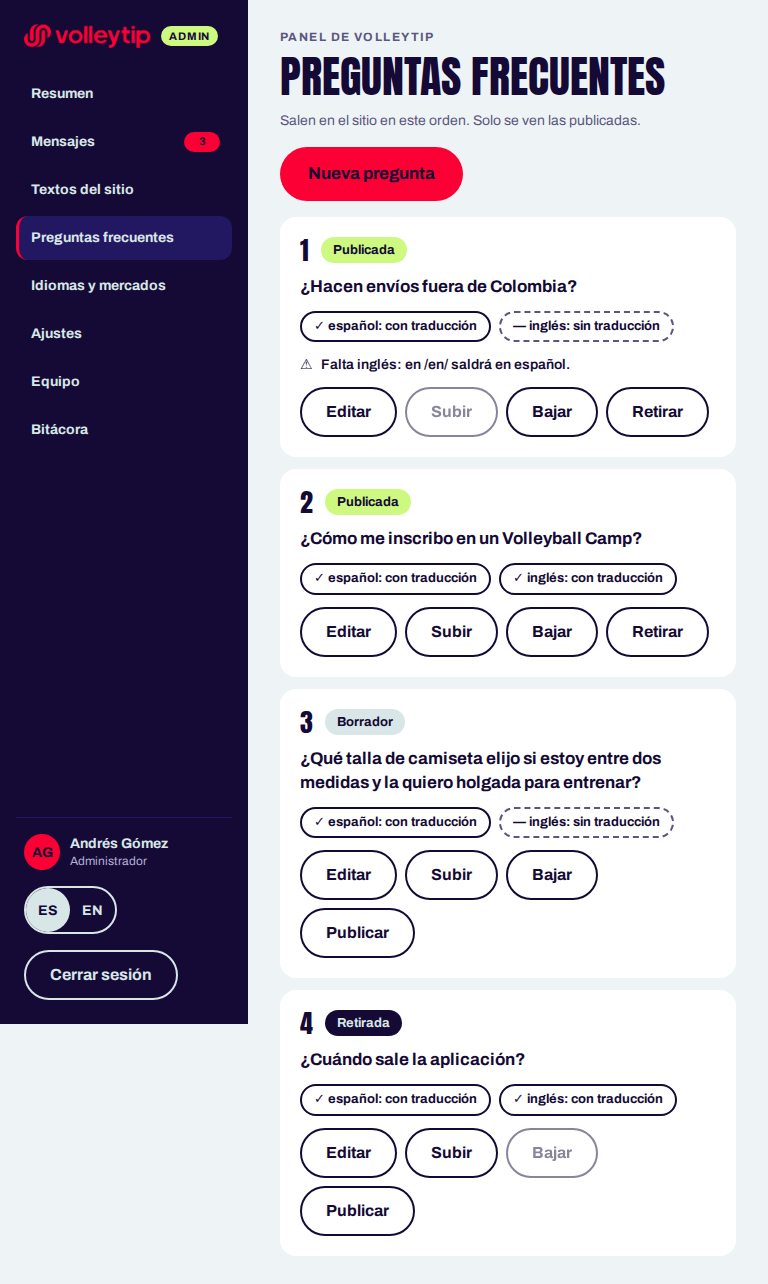 volleytip ADMIN
Resumen
Mensajes 3
Textos del sitio
Preguntas frecuentes
Idiomas y mercados
Ajustes
Equipo
Bitácora
AG Andrés Gómez
Administrador
ES EN
Cerrar sesión
PANEL DE VOLLEYTIP
PREGUNTAS FRECUENTES
Salen en el sitio en este orden. Solo se ven las publicadas.
Nueva pregunta
1 Publicada
¿Hacen envíos fuera de Colombia?
✓ español: con traducción — inglés: sin traducción
⚠ Falta inglés: en /en/ saldrá en español.
Editar Subir Bajar Retirar
2 Publicada
¿Cómo me inscribo en un Volleyball Camp?
✓ español: con traducción ✓ inglés: con traducción
Editar Subir Bajar Retirar
3 Borrador
¿Qué talla de camiseta elijo si estoy entre dos
medidas y la quiero holgada para entrenar?
✓ español: con traducción — inglés: sin traducción
Editar Subir Bajar
Publicar
4 Retirada
¿Cuándo sale la aplicación?
✓ español: con traducción ✓ inglés: con traducción
Editar Subir Bajar
Publicar